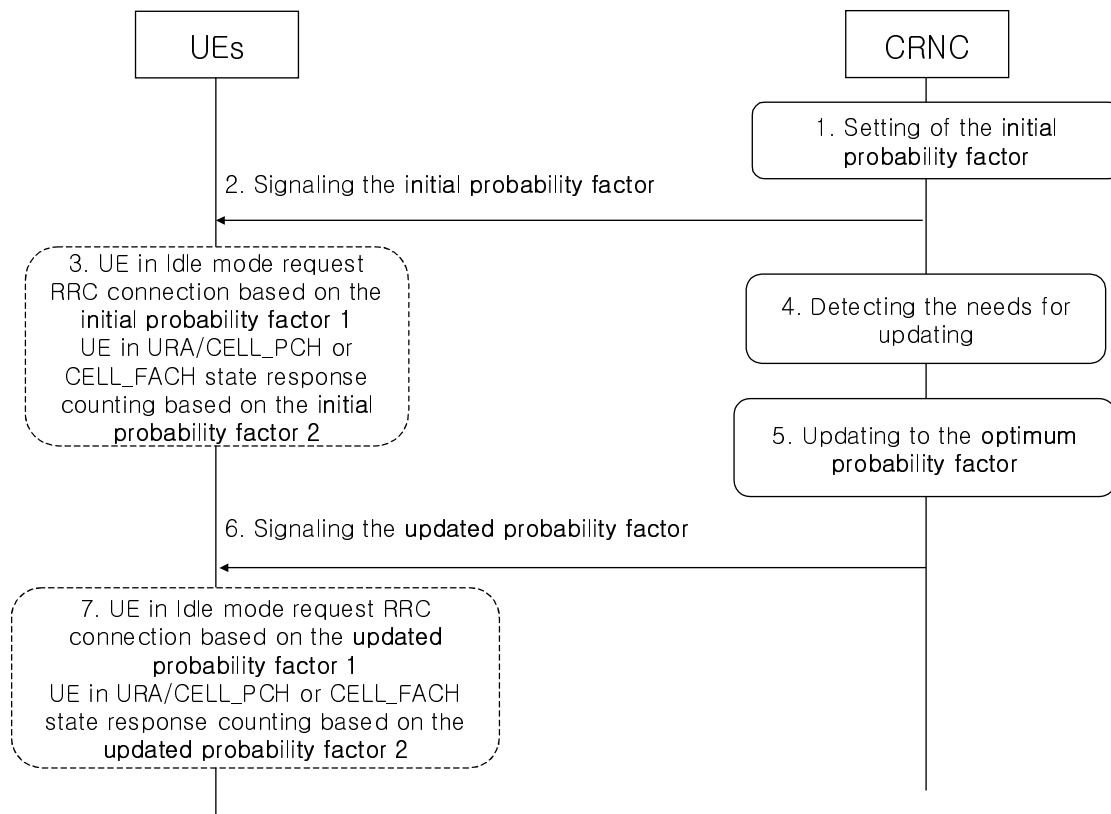 UEs
CRNC
1. Setting of the initial
probability factor
2. Signaling the initial probability factor
3. UE in Idle mode request
RRC connection based on the
initial probability factor 1
UE in URA/CELL_PCH or
CELL_FACH state response
counting based on the initial
probability factor 2
4. Detecting the needs for
updating
5. Updating to the optimum
probability factor
6. Signaling the updated probability factor
7. UE in Idle mode request RRC
connection based on the updated
probability factor 1
UE in URA/CELL_PCH or CELL_FACH
state response counting based on the
updated probability factor 2